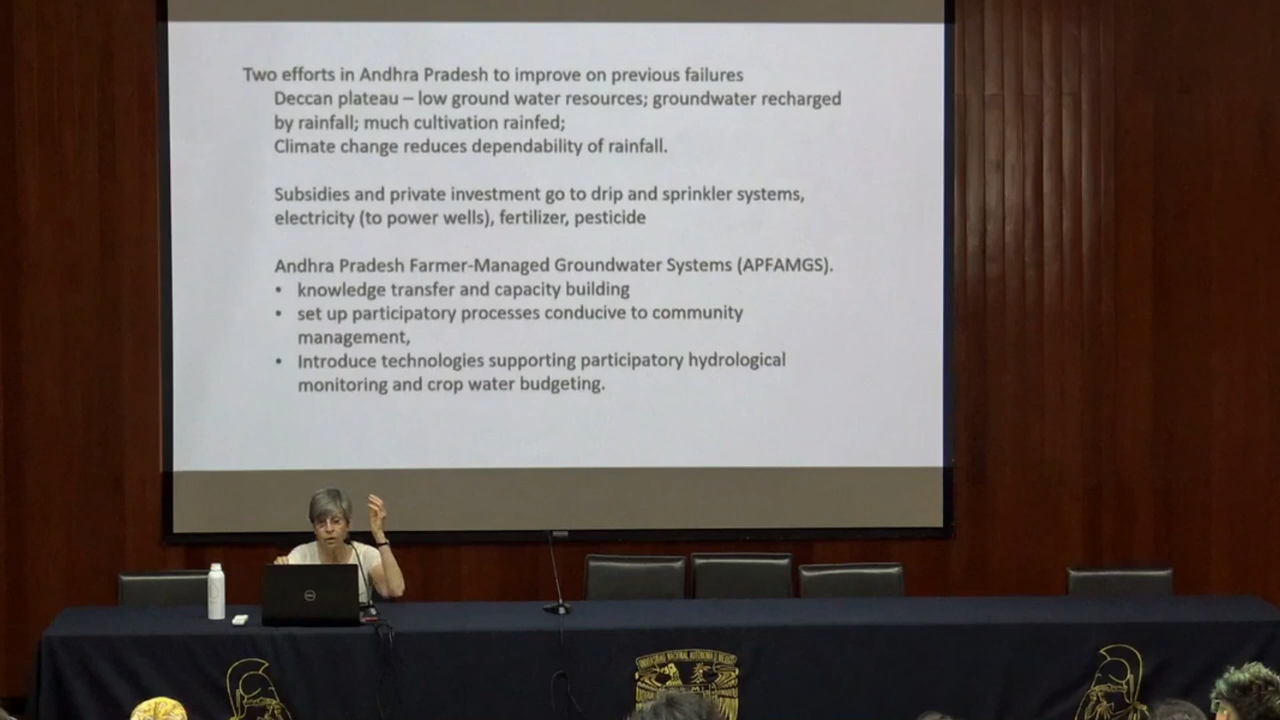 Two efforts in Andhra Pradesh to improve on previous failures
Deccan plateau – low ground water resources; groundwater recharged
by rainfall; much cultivation rainfed;
Climate change reduces dependability of rainfall.
Subsidies and private investment go to drip and sprinkler systems,
electricity (to power wells), fertilizer, pesticide
Andhra Pradesh Farmer-Managed Groundwater Systems (APFAMGS).
• knowledge transfer and capacity building
• set up participatory processes conducive to community
management,
• Introduce technologies supporting participatory hydrological
monitoring and crop water budgeting.
DELL